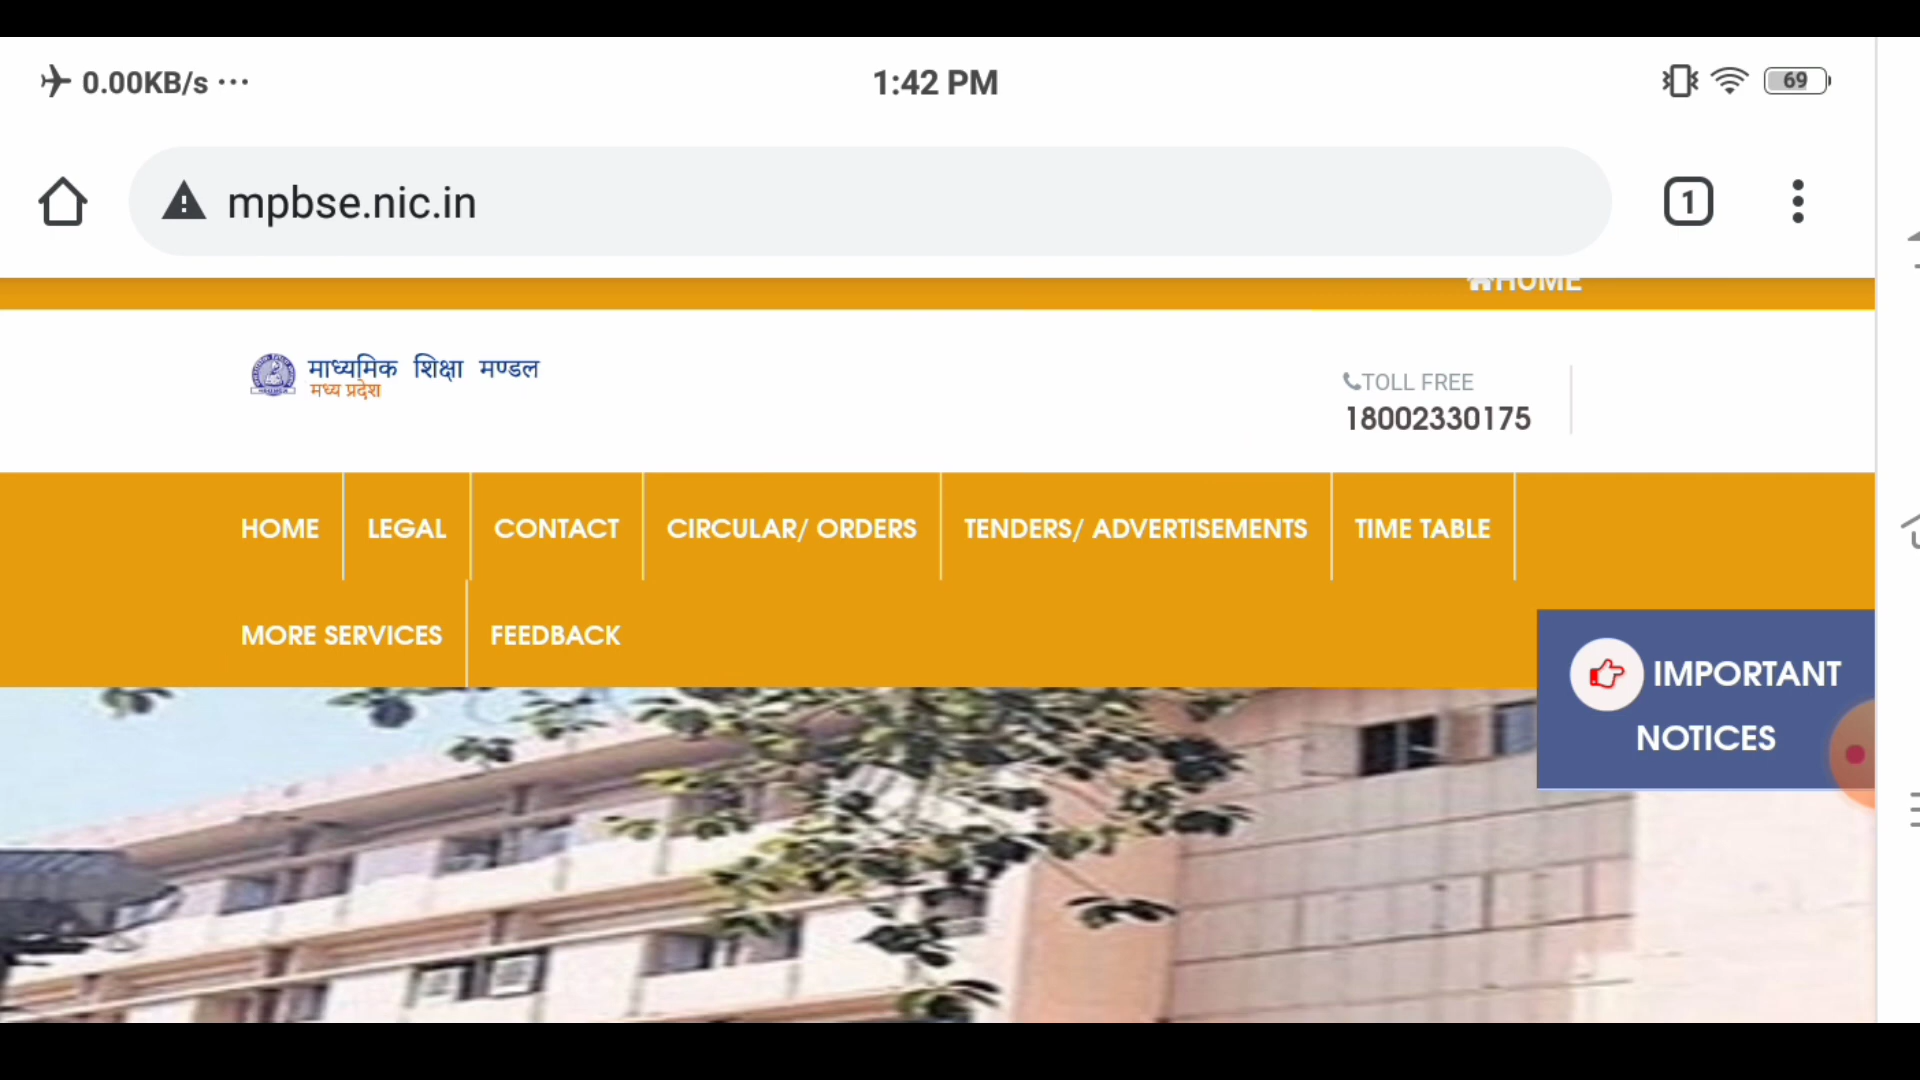 0.00KB/s ...
1:42 PM
69
mpbse.nic.in
1
HOME
माध्यमिक शिक्षा मण्डल
मध्य प्रदेश
TOLL FREE
18002330175
HOME
LEGAL
CONTACT
CIRCULAR/ ORDERS
TENDERS/ ADVERTISEMENTS
TIME TABLE
MORE SERVICES
FEEDBACK
IMPORTANT
NOTICES